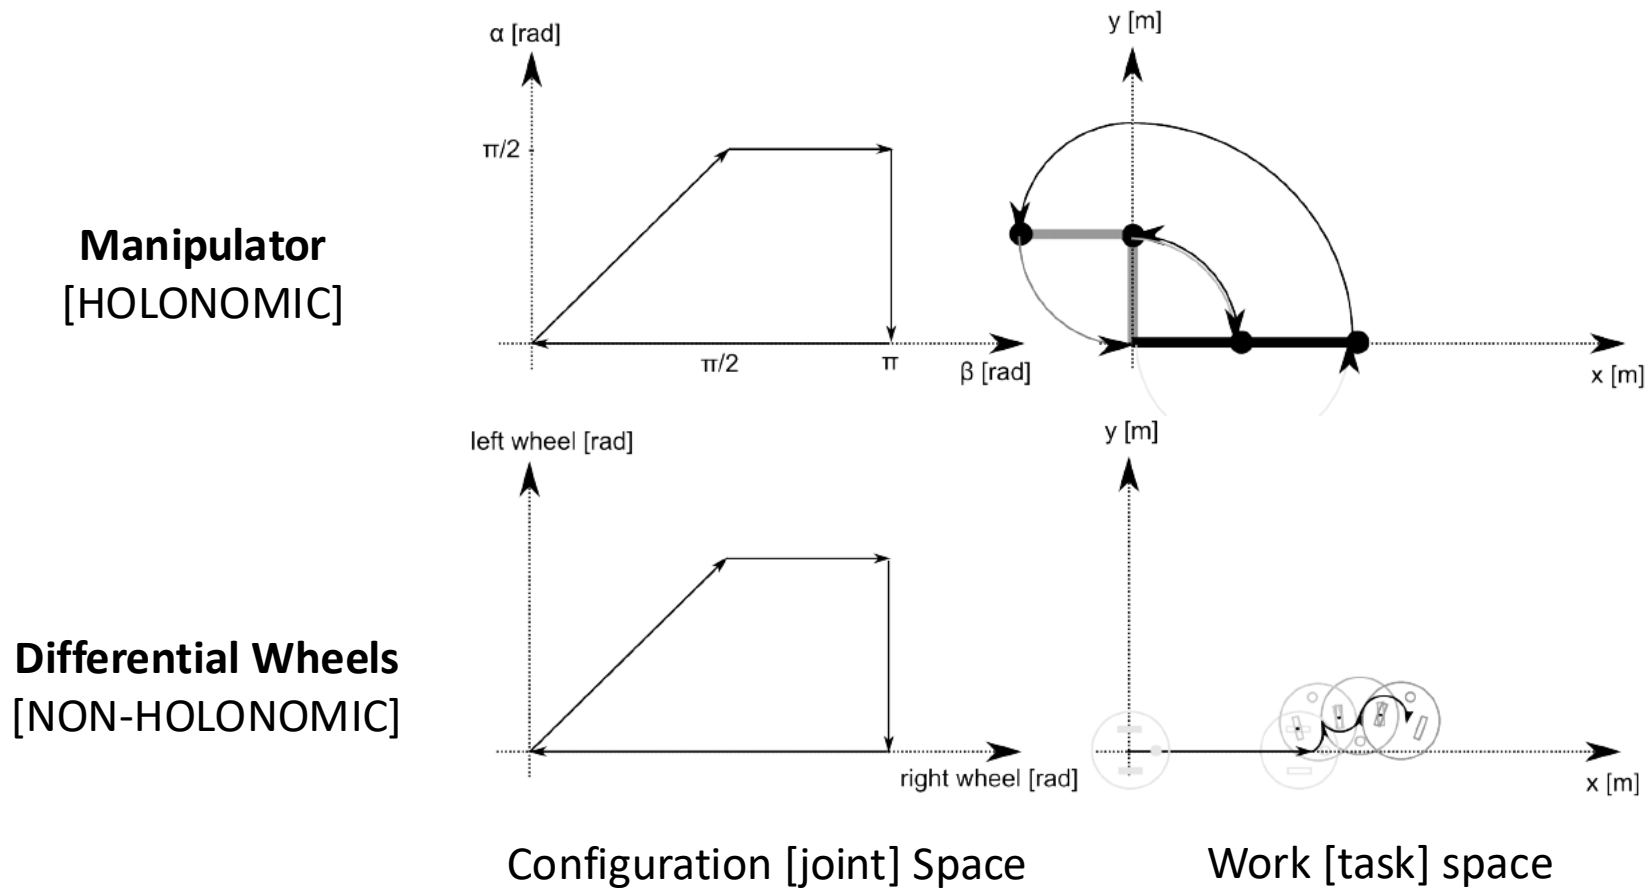 α [rad]
π/2
π/2
π
β [rad]
y [m]
x [m]
Manipulator
[HOLONOMIC]
left wheel [rad]
right wheel [rad]
y [m]
x [m]
Differential Wheels
[NON-HOLONOMIC]
Configuration [joint] Space
Work [task] space